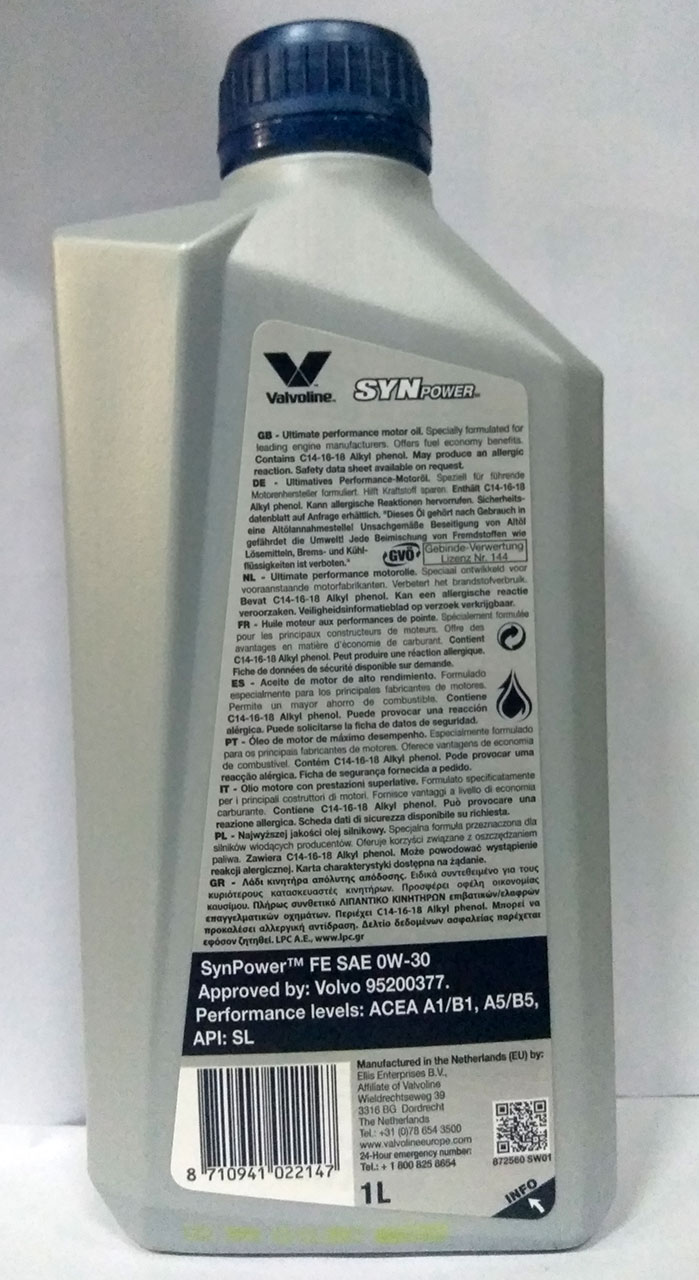 Valvoline™
SYNPOWER™
GB - Ultimate performance motor oil. Specially formulated for
leading engine manufacturers. Offers fuel economy benefits.
Contains C14-16-18 Alkyl phenol. May produce an allergic
reaction. Safety data sheet available on request.
DE - Ultimatives Performance-Motoröl. Speziell für führende
Motorenhersteller formuliert. Hilft Kraftstoff sparen. Enthält C14-16-18
Alkyl phenol. Kann allergische Reaktionen hervorrufen. Sicherheits-
datenblatt auf Anfrage erhältlich. "Dieses Öl gehört nach Gebrauch in
eine Altölannahmestelle! Unsachgemäße Beseitigung von Altöl
gefährdet die Umwelt! Jede Beimischung von Fremdstoffen wie
Lösemitteln, Brems- und Kühl-
flüssigkeiten ist verboten."
GVÖ
Gebinde-Verwertung
Lizenz Nr. 144
NL - Ultimate performance motorolie. Speciaal ontwikkeld voor
vooraanstaande motorfabrikanten. Verbetert het brandstofverbruik.
Bevat C14-16-18 Alkyl phenol. Kan een allergische reactie
veroorzaken. Veiligheidsinformatieblad op verzoek verkrijgbaar.
FR - Huile moteur aux performances de pointe. Spécialement formulée
pour les principaux constructeurs de moteurs. Offre des
avantages en matière d'économie de carburant. Contient
C14-16-18 Alkyl phenol. Peut produire une réaction allergique.
Fiche de données de sécurité disponible sur demande.
ES - Aceite de motor de alto rendimiento. Formulado
especialmente para los principales fabricantes de motores.
Permite un mayor ahorro de combustible. Contiene
C14-16-18 Alkyl phenol. Puede provocar una reacción
alérgica. Puede solicitarse la ficha de datos de seguridad.
PT - Óleo de motor de máximo desempenho. Especialmente formulado
para os principais fabricantes de motores. Oferece vantagens de economia
de combustível. Contém C14-16-18 Alkyl phenol. Pode provocar uma
reacção alérgica. Ficha de segurança fornecida a pedido.
IT - Olio motore con prestazioni superlative. Formulato specificatamente
per i principali costruttori di motori. Fornisce vantaggi a livello di economia
carburante. Contiene C14-16-18 Alkyl phenol. Può provocare una
reazione allergica. Scheda dati di sicurezza disponibile su richiesta.
PL - Najwyższej jakości olej silnikowy. Specjalna formuła przeznaczona dla
silników wiodących producentów. Oferuje korzyści związane z oszczędzaniem
paliwa. Zawiera C14-16-18 Alkyl phenol. Może powodować wystąpienie
reakcji alergicznej. Karta charakterystyki dostępna na żądanie.
GR - Λάδι κινητήρα απόλυτης απόδοσης. Ειδικά συντεθειμένο για τους
κυριότερους κατασκευαστές κινητήρων. Προσφέρει οφέλη οικονομίας
καυσίμου. Πλήρως συνθετικό ΛΙΠΑΝΤΙΚΟ ΚΙΝΗΤΗΡΩΝ επιβατικών/ελαφρών
επαγγελματικών οχημάτων. Περιέχει C14-16-18 Alkyl phenol. Μπορεί να
προκαλέσει αλλεργική αντίδραση. Δελτίο δεδομένων ασφαλείας παρέχεται
εφόσον ζητηθεί. LPC A.E., www.lpc.gr
SynPower™ FE SAE 0W-30
Approved by: Volvo 95200377.
Performance levels: ACEA A1/B1, A5/B5,
API: SL
Manufactured in the Netherlands (EU) by:
Ellis Enterprises B.V.,
Affiliate of Valvoline
Wieldrechtseweg 39
3316 BG Dordrecht
The Netherlands
Tel.: +31 (0)78 654 3500
www.valvolineeurope.com
24-Hour emergency number:
Tel.: + 1 800 825 8654
872560 SW01
8 710941 022147
1L
INFO